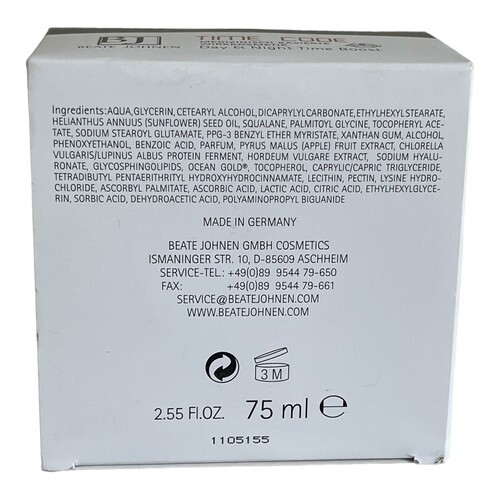 BJ
BEATE JOHNEN
TIME CODE
Day & Night Time Boost
Ingredients:AQUA,GLYCERIN,CETEARYL ALCOHOL,DICAPRYLYL CARBONATE,ETHYLHEXYL STEARATE,
HELIANTHUS ANNUUS (SUNFLOWER) SEED OIL, SQUALANE, PALMITOYL GLYCINE, TOCOPHERYL ACE-
TATE, SODIUM STEAROYL GLUTAMATE, PPG-3 BENZYL ETHER MYRISTATE, XANTHAN GUM, ALCOHOL,
PHENOXYETHANOL, BENZOIC ACID, PARFUM, PYRUS MALUS (APPLE) FRUIT EXTRACT, CHLORELLA
VULGARIS/LUPINUS ALBUS PROTEIN FERMENT, HORDEUM VULGARE EXTRACT, SODIUM HYALU-
RONATE, GLYCOSPHINGOLIPIDS, OCEAN GOLD®, TOCOPHEROL, CAPRYLIC/CAPRIC TRIGLYCERIDE,
TETRADIBUTYL PENTAERITHRITYL HYDROXYHYDROCINNAMATE, LECITHIN, PECTIN, LYSINE HYDRO-
CHLORIDE, ASCORBYL PALMITATE, ASCORBIC ACID, LACTIC ACID, CITRIC ACID, ETHYLHEXYLGLYCE-
RIN, SORBIC ACID, DEHYDROACETIC ACID, POLYAMINOPROPYL BIGUANIDE
MADE IN GERMANY
BEATE JOHNEN GMBH COSMETICS
ISMANINGER STR. 10, D-85609 ASCHHEIM
SERVICE-TEL.: +49(0)89 9544 79-650
FAX: +49(0)89 9544 79-661
SERVICE@BEATEJOHNEN.COM
WWW.BEATEJOHNEN.COM
3 M
2.55 Fl.OZ. 75 ml ℮
1105155